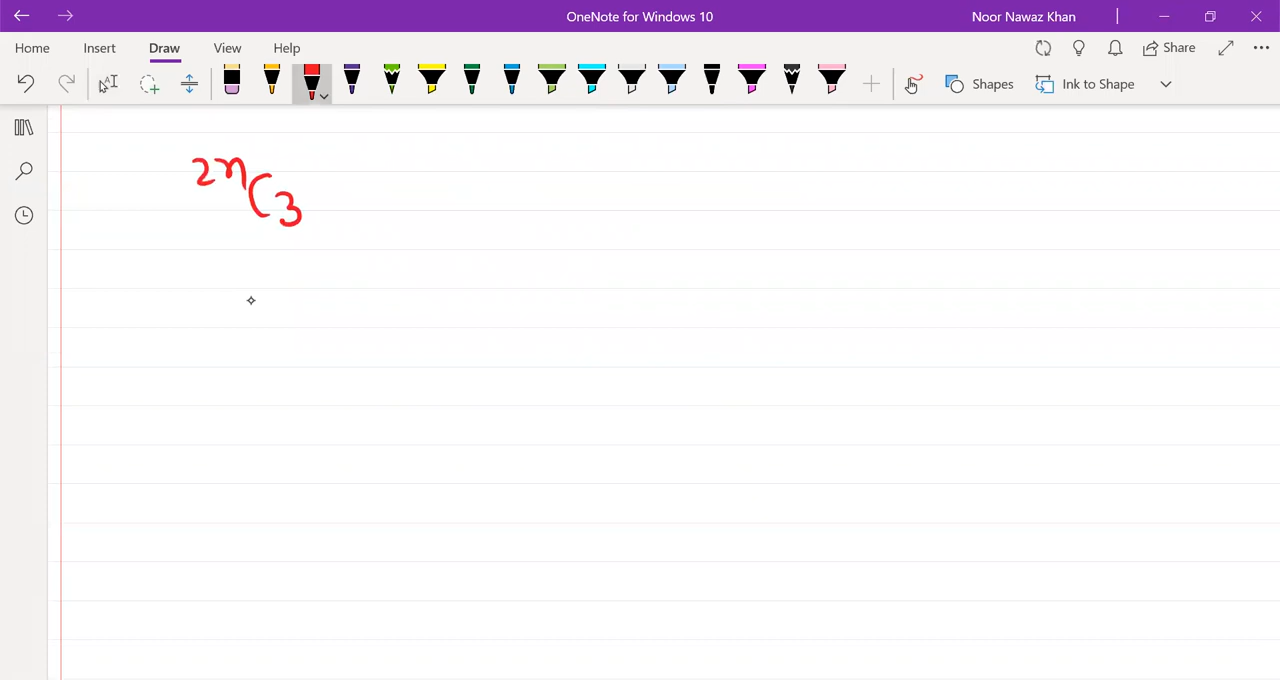 OneNote for Windows 10
Noor Nawaz Khan
Home Insert Draw View Help
Share
Shapes
Ink to Shape
2nC3